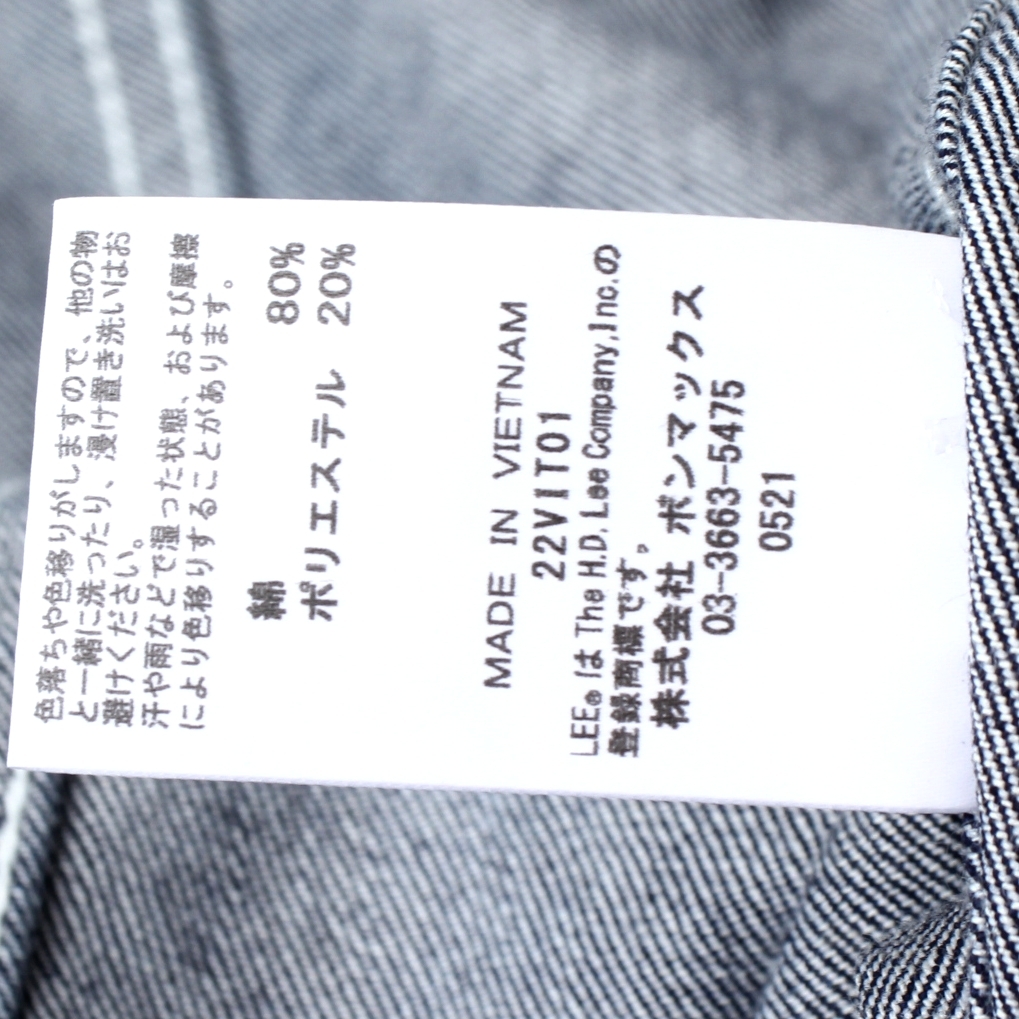 色落ちや色移りがしますので、他の物
と一緒に洗ったり、浸け置き洗いはお
避けください。
汗や雨などで湿った状態、および摩擦
により色移りすることがあります。
綿 80%
ポリエステル 20%
MADE IN VIETNAM
22VIT01
LEE®は The H.D. Lee Company,Inc.の
登録商標です。
株式会社 ボンマックス
03-3663-5475
0521